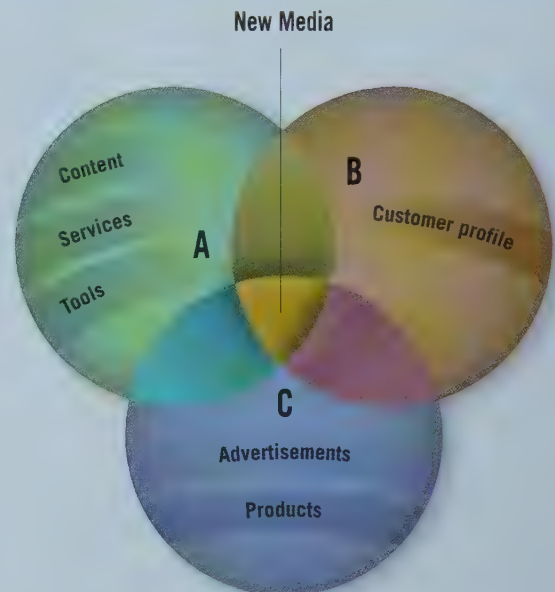 New Media
Content
Services
Tools
A
B
Customer profile
C
Advertisements
Products